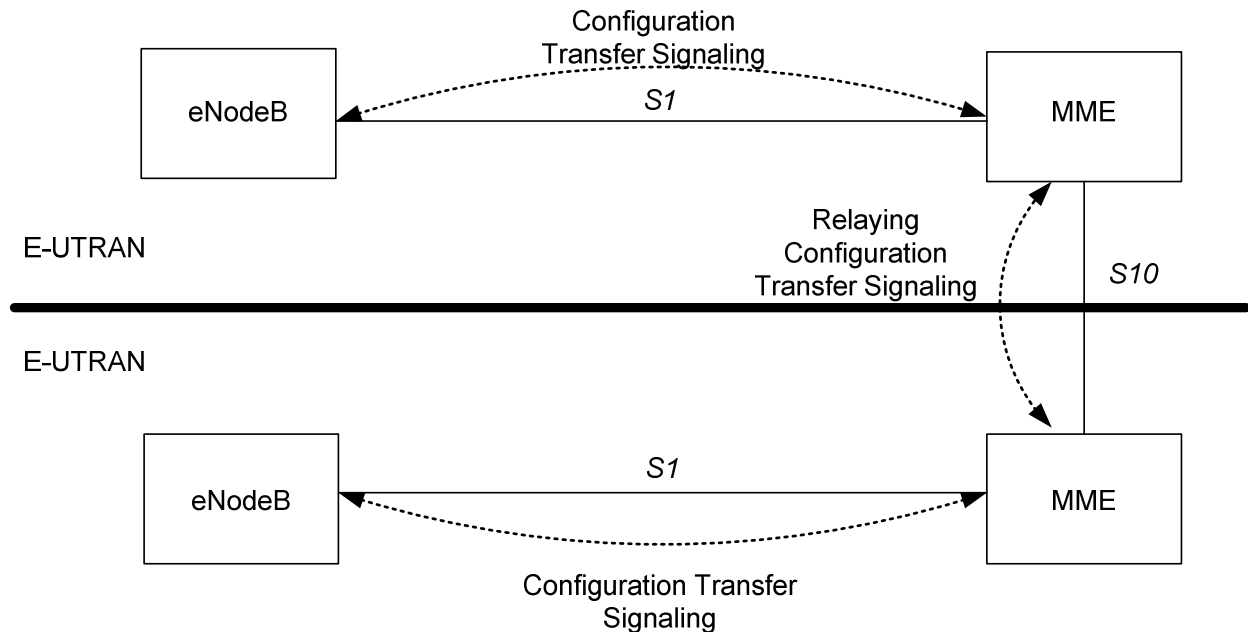 Configuration
Transfer Signaling
eNodeB
S1
MME
Relaying
Configuration
Transfer Signaling
E-UTRAN
S10
E-UTRAN
eNodeB
S1
MME
Configuration Transfer
Signaling